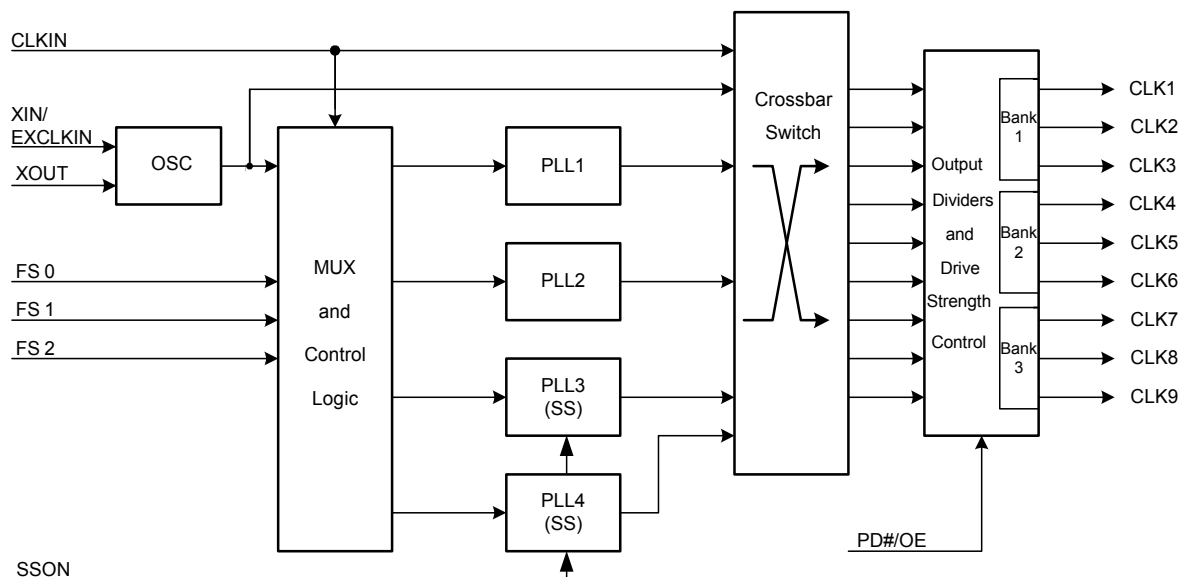 CLKIN
XIN/
EXCLKIN
XOUT
OSC
FS 0
FS 1
FS 2
SSON
MUX
and
Control
Logic
PLL1
PLL2
PLL3
(SS)
PLL4
(SS)
Crossbar
Switch
Output
Dividers
and
Drive
Strength
Control
Bank
1
Bank
2
Bank
3
CLK1
CLK2
CLK3
CLK4
CLK5
CLK6
CLK7
CLK8
CLK9
PD#/OE